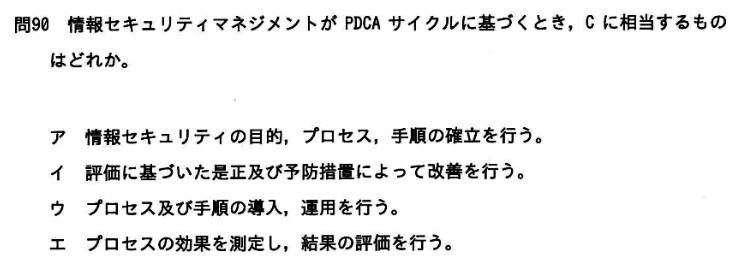 問90　情報セキュリティマネジメントが PDCA サイクルに基づくとき，C に相当するもの
はどれか。
ア　情報セキュリティの目的，プロセス，手順の確立を行う。
イ　評価に基づいた是正及び予防措置によって改善を行う。
ウ　プロセス及び手順の導入，運用を行う。
エ　プロセスの効果を測定し，結果の評価を行う。